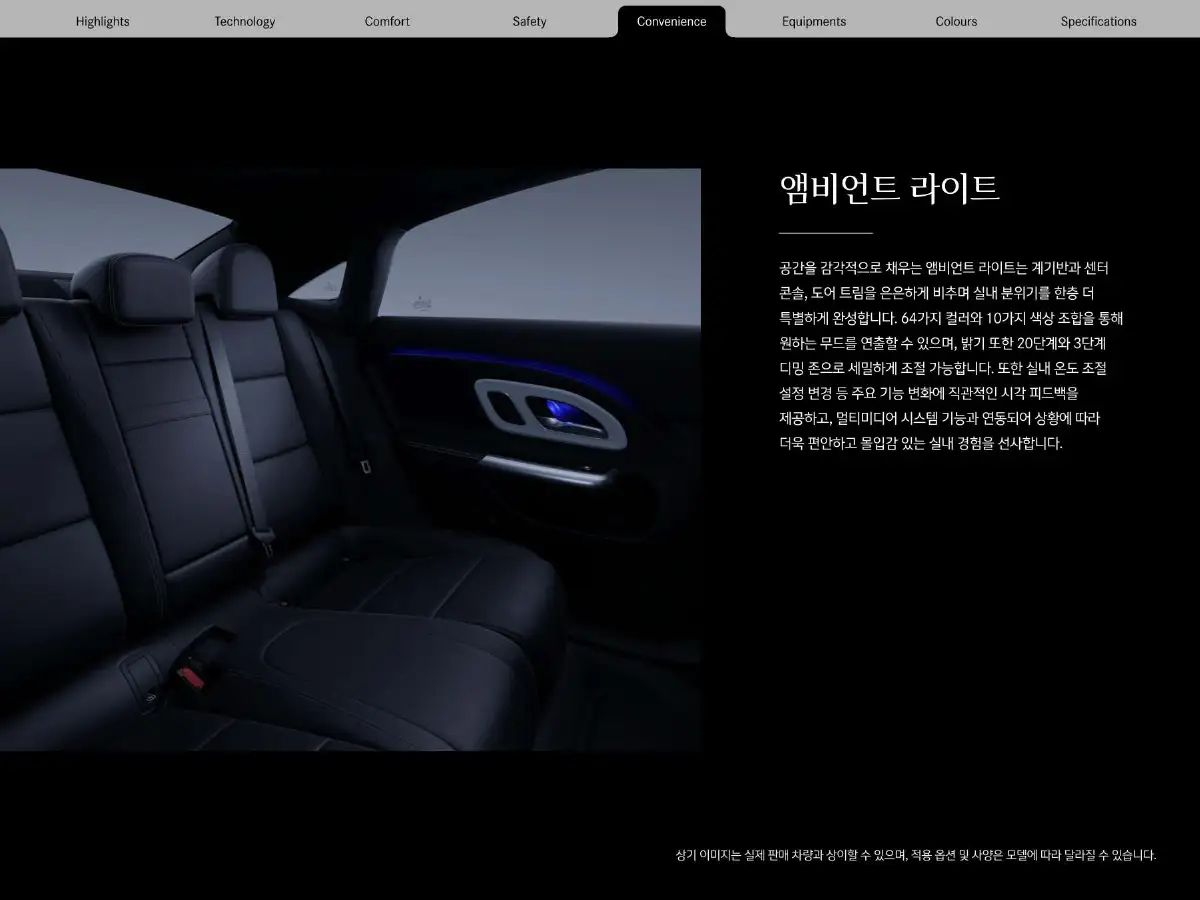 Highlights
Technology
Comfort
Safety
Convenience
Equipments
Colours
Specifications
앰비언트 라이트
공간을 감각적으로 채우는 앰비언트 라이트는 계기반과 센터
콘솔, 도어 트림을 은은하게 비추며 실내 분위기를 한층 더
특별하게 완성합니다. 64가지 컬러와 10가지 색상 조합을 통해
원하는 무드를 연출할 수 있으며, 밝기 또한 20단계와 3단계
디밍 존으로 세밀하게 조절 가능합니다. 또한 실내 온도 조절
설정 변경 등 주요 기능 변화에 직관적인 시각 피드백을
제공하고, 멀티미디어 시스템 기능과 연동되어 상황에 따라
더욱 편안하고 몰입감 있는 실내 경험을 선사합니다.
상기 이미지는 실제 판매 차량과 상이할 수 있으며, 적용 옵션 및 사양은 모델에 따라 달라질 수 있습니다.